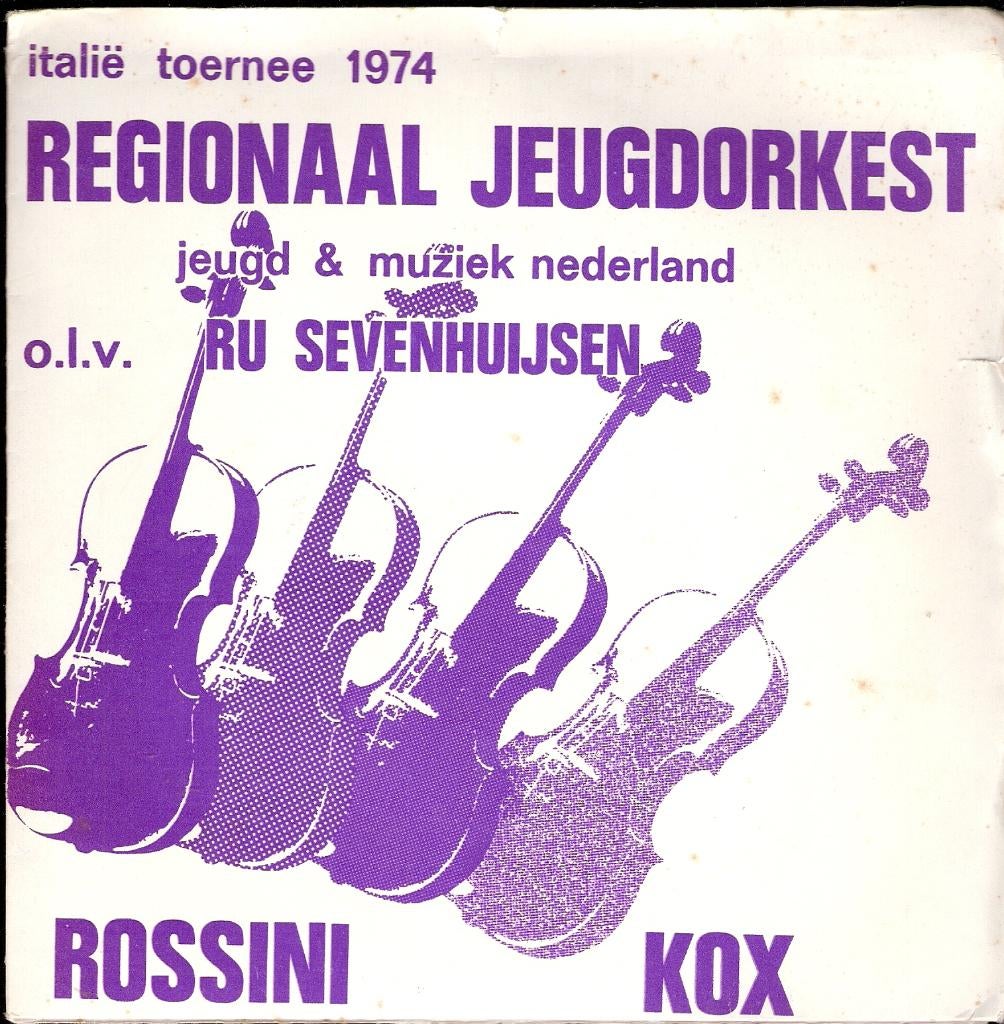 italië toernee 1974
REGIONAAL JEUGDORKEST
jeugd & muziek nederland
o.l.v. RU SEVENHUIJSEN
ROSSINI KOX